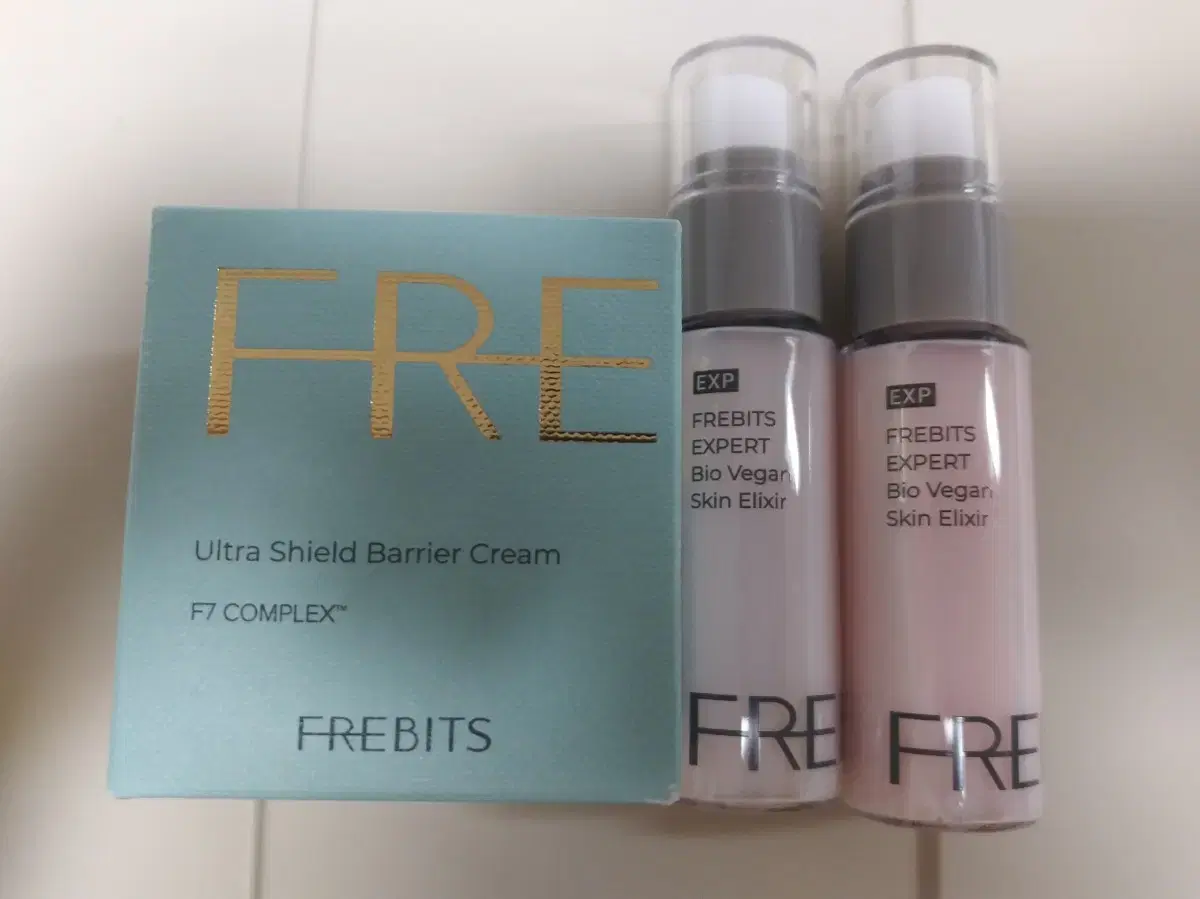 FRE
Ultra Shield Barrier Cream
F7 COMPLEX™
FREBITS
EXP
FREBITS
EXPERT
Bio Vegan
Skin Elixir
FRE
EXP
FREBITS
EXPERT
Bio Vegan
Skin Elixir
FRE